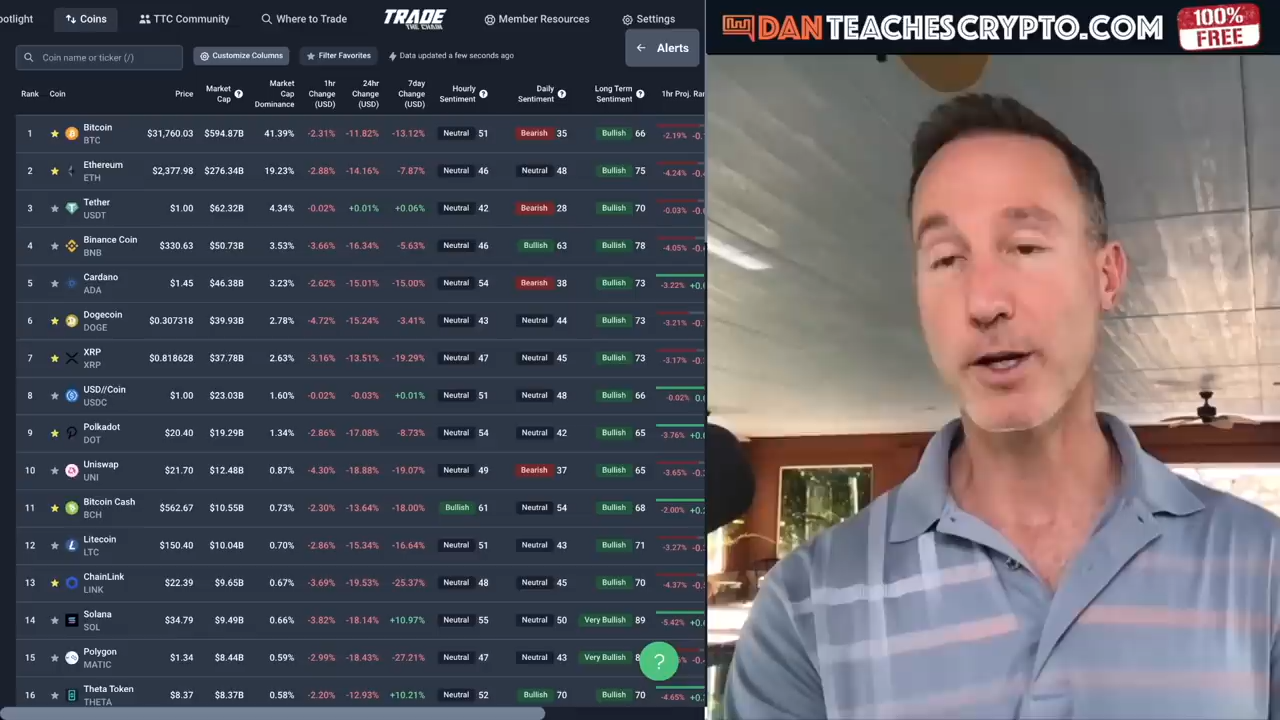 otlight
Coins
TTC Community
Where to Trade
TRADE
THE CHAIN
Member Resources
Settings
DANTEACHESCRYPTO.COM
100%
FREE
Coin name or ticker (/)
Customize Columns
Filter Favorites
Data updated a few seconds ago
Alerts
Rank Coin Price Market Cap ? Market Cap Dominance 1hr Change (USD) 24hr Change (USD) 7day Change (USD) Hourly Sentiment ? Daily Sentiment ? Long Term Sentiment ? 1hr Proj. Ran
1 Bitcoin BTC $31,760.03 $594.87B 41.39% -2.31% -11.82% -13.12% Neutral 51 Bearish 35 Bullish 66 -2.19%
2 Ethereum ETH $2,377.98 $276.34B 19.23% -2.88% -14.16% -7.87% Neutral 46 Neutral 48 Bullish 75 -4.24%
3 Tether USDT $1.00 $62.32B 4.34% -0.02% +0.01% +0.06% Neutral 42 Bearish 28 Bullish 70 -0.03%
4 Binance Coin BNB $330.63 $50.73B 3.53% -3.66% -16.34% -5.63% Neutral 46 Bullish 63 Bullish 78 -4.05%
5 Cardano ADA $1.45 $46.38B 3.23% -2.62% -15.01% -15.00% Neutral 54 Bearish 38 Bullish 73 -3.22%
6 Dogecoin DOGE $0.307318 $39.93B 2.78% -4.72% -15.24% -3.41% Neutral 43 Neutral 44 Bullish 73 -3.21%
7 XRP XRP $0.818628 $37.78B 2.63% -3.16% -13.51% -19.29% Neutral 47 Neutral 45 Bullish 73 -3.17%
8 USD//Coin USDC $1.00 $23.03B 1.60% -0.02% -0.03% +0.01% Neutral 51 Neutral 48 Bullish 66 -0.02%
9 Polkadot DOT $20.40 $19.29B 1.34% -2.86% -17.08% -8.73% Neutral 54 Neutral 42 Bullish 65 -3.76%
10 Uniswap UNI $21.70 $12.48B 0.87% -4.30% -18.88% -19.07% Neutral 49 Bearish 37 Bullish 65 -3.65%
11 Bitcoin Cash BCH $562.67 $10.55B 0.73% -2.30% -13.64% -18.00% Bullish 61 Neutral 54 Bullish 68 -2.00%
12 Litecoin LTC $150.40 $10.04B 0.70% -2.86% -15.34% -16.64% Neutral 51 Neutral 43 Bullish 71 -3.27%
13 ChainLink LINK $22.39 $9.65B 0.67% -3.69% -19.53% -25.37% Neutral 48 Neutral 45 Bullish 70 -4.37%
14 Solana SOL $34.79 $9.49B 0.66% -3.82% -18.14% +10.97% Neutral 55 Neutral 50 Very Bullish 89 -5.42%
15 Polygon MATIC $1.34 $8.44B 0.59% -2.99% -18.43% -27.21% Neutral 47 Neutral 43 Very Bullish
16 Theta Token THETA $8.37 $8.37B 0.58% -2.20% -12.93% +10.21% Neutral 52 Bullish 70 Bullish 70 -4.65%
?